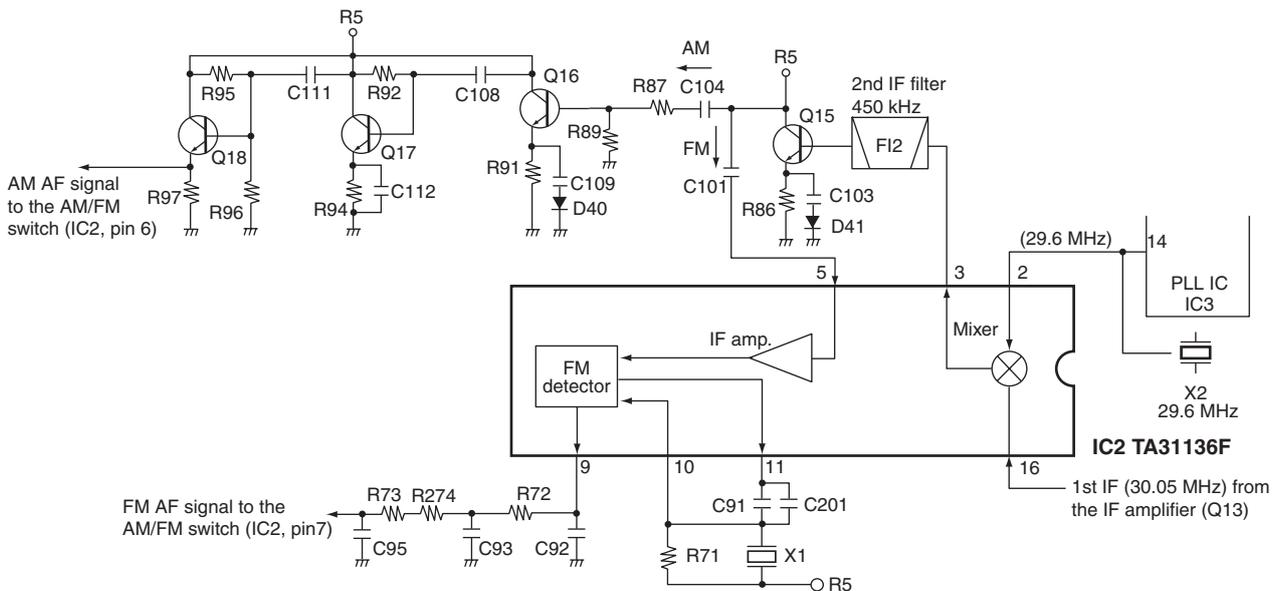 R5
R95
C111
R92
C108
Q16
AM
R87
C104
R5
Q15
2nd IF filter
450 kHz
FI2
Q18
Q17
R89
FM
C101
R91
C109
D40
R86
C103
D41
AM AF signal
to the AM/FM
switch (IC2, pin 6)
R97
R96
R94
C112
(29.6 MHz)
14
PLL IC
IC3
5
3
2
IF amp.
Mixer
FM
detector
X2
29.6 MHz
IC2 TA31136F
9
10
11
16
1st IF (30.05 MHz) from
the IF amplifier (Q13)
FM AF signal to the
AM/FM switch (IC2, pin7)
R73
R274
R72
C95
C93
C92
C91
C201
R71
X1
R5